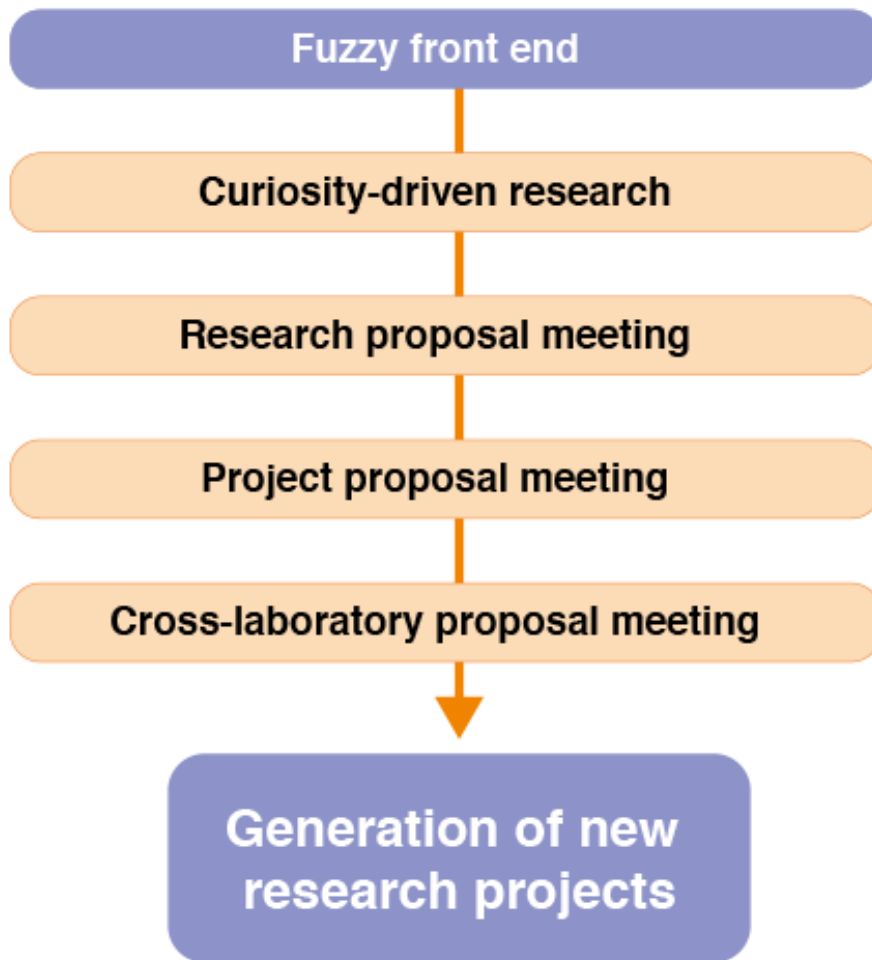 Fuzzy front end
Curiosity-driven research
Research proposal meeting
Project proposal meeting
Cross-laboratory proposal meeting
Generation of new
research projects